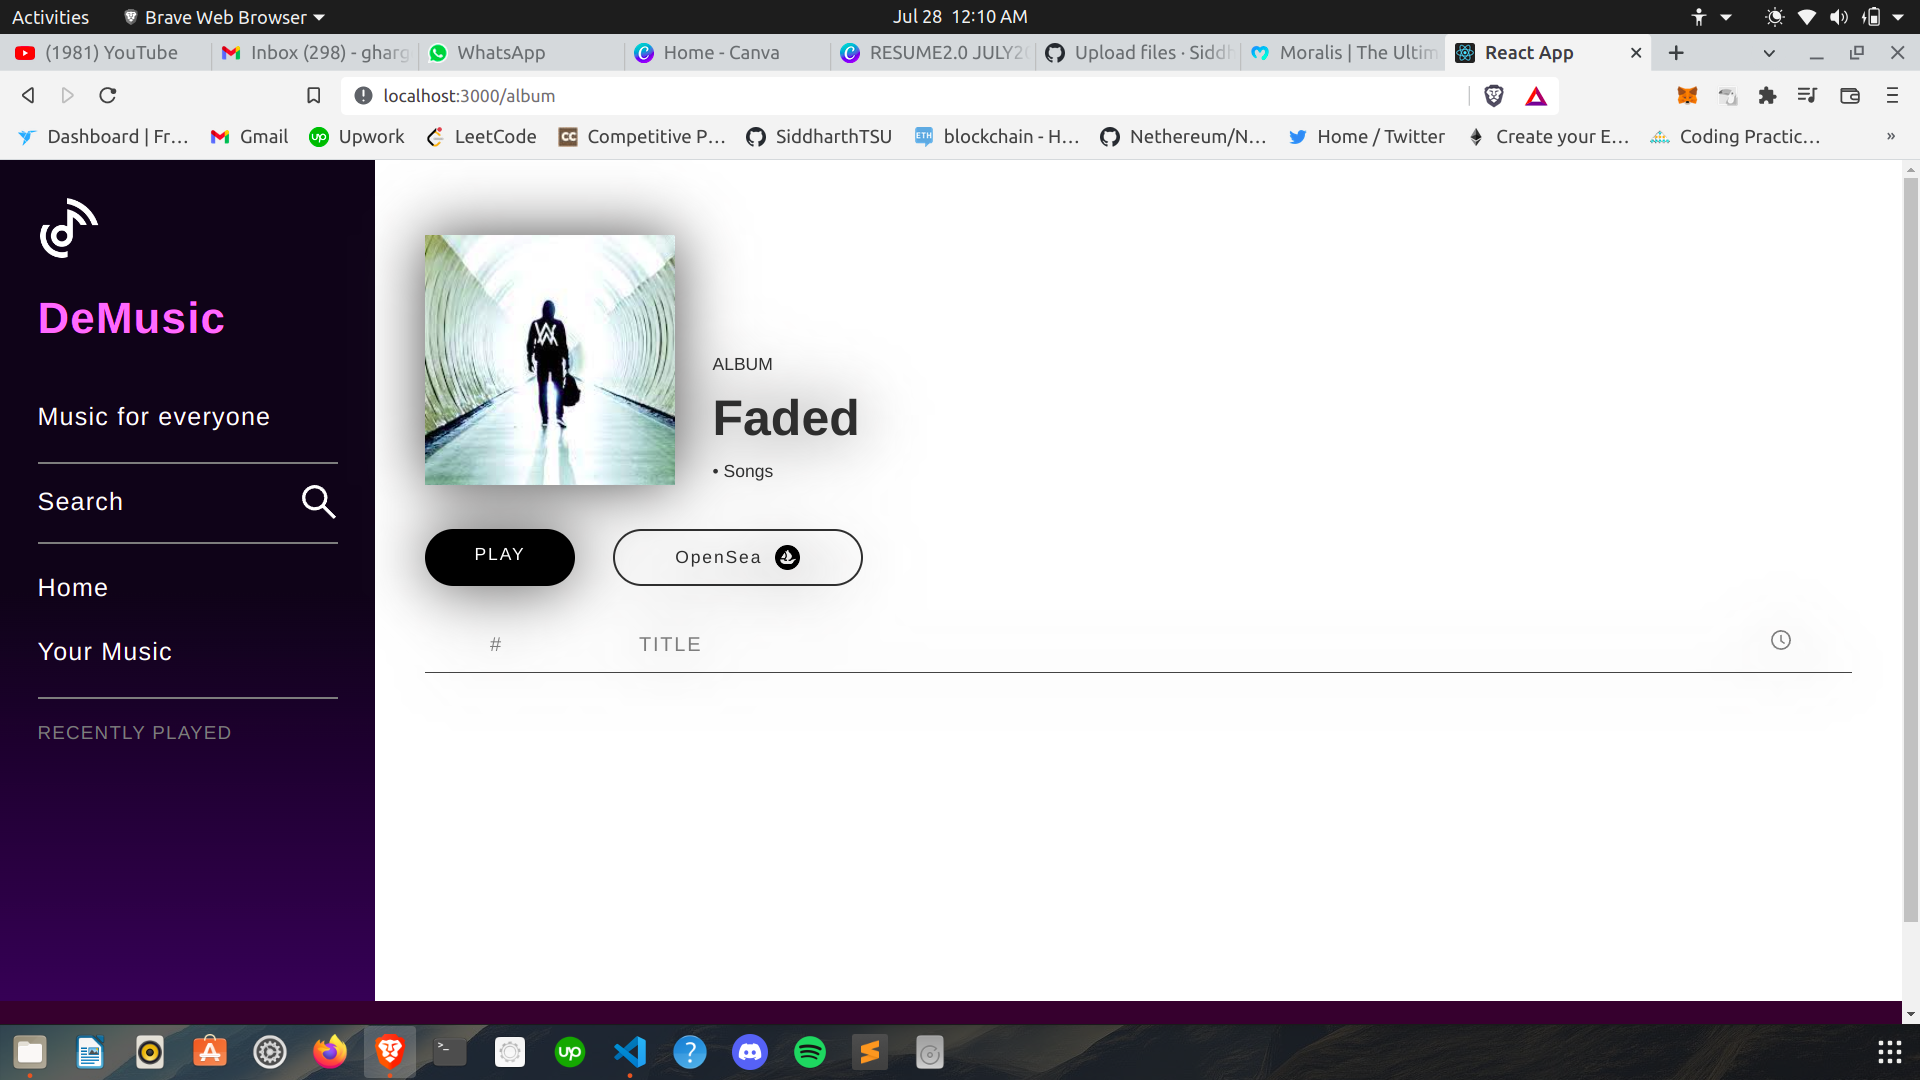 Activities
Brave Web Browser
Jul 28 12:10 AM
(1981) YouTube
Inbox (298) - gharg
WhatsApp
Home - Canva
RESUME2.0 JULY20
Upload files · Siddh
Moralis | The Ultim
React App
localhost:3000/album
Dashboard | Fr...
Gmail
Upwork
LeetCode
Competitive P...
SiddharthTSU
blockchain - H...
Nethereum/N...
Home / Twitter
Create your E...
Coding Practic...
»
DeMusic
Music for everyone
Search
Home
Your Music
RECENTLY PLAYED
ALBUM
Faded
• Songs
PLAY
OpenSea
# TITLE